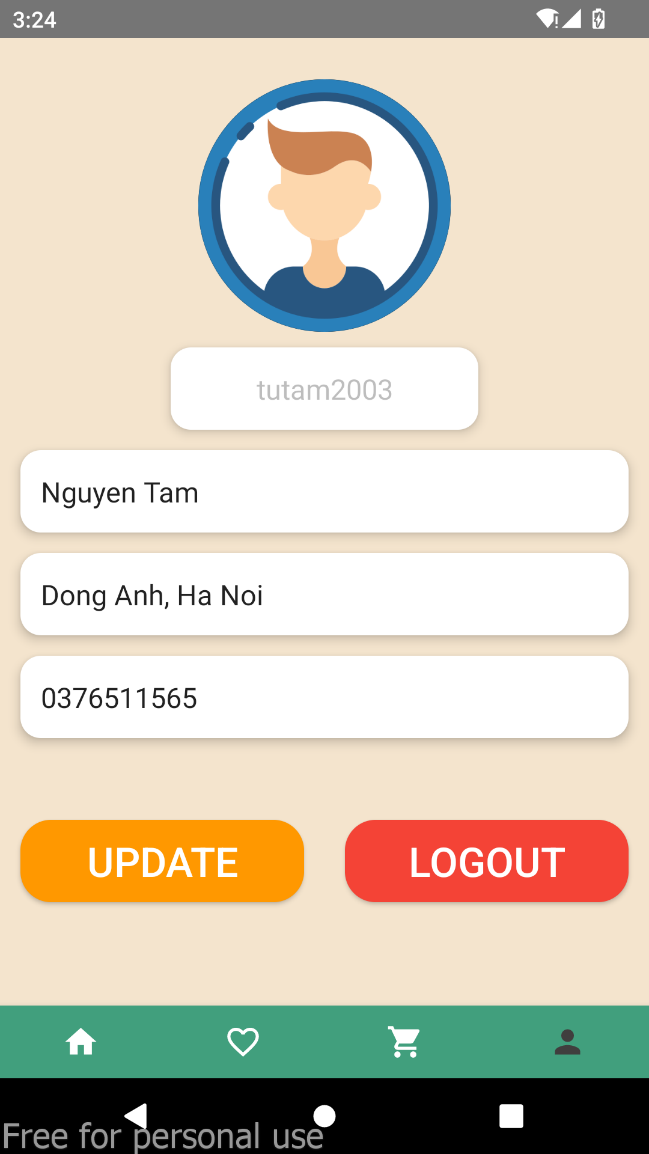 3:24
tutam2003
Nguyen Tam
Dong Anh, Ha Noi
0376511565
UPDATE
LOGOUT
Free for personal use